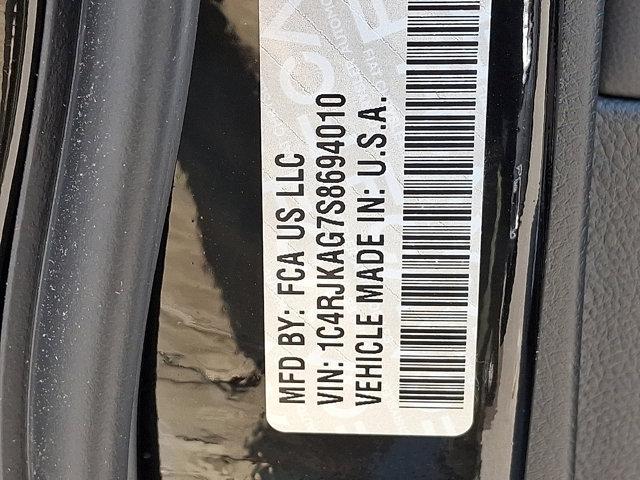 MFD BY: FCA US LLC
VIN: 1C4RJKAG7S8694010
VEHICLE MADE IN: U.S.A.